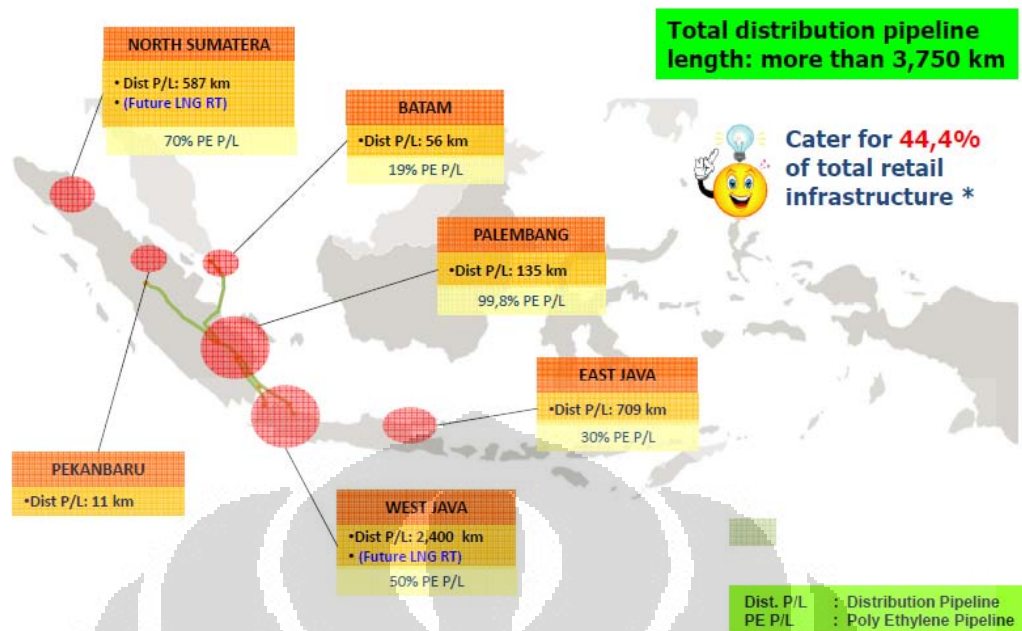 Total distribution pipeline
length: more than 3,750 km
NORTH SUMATERA
• Dist P/L: 587 km
• (Future LNG RT)
70% PE P/L
BATAM
•Dist P/L: 56 km
19% PE P/L
Cater for 44,4%
of total retail
infrastructure *
PALEMBANG
•Dist P/L: 135 km
99,8% PE P/L
EAST JAVA
•Dist P/L: 709 km
30% PE P/L
PEKANBARU
•Dist P/L: 11 km
WEST JAVA
•Dist P/L: 2,400 km
• (Future LNG RT)
50% PE P/L
Dist. P/L : Distribution Pipeline
PE P/L : Poly Ethylene Pipeline